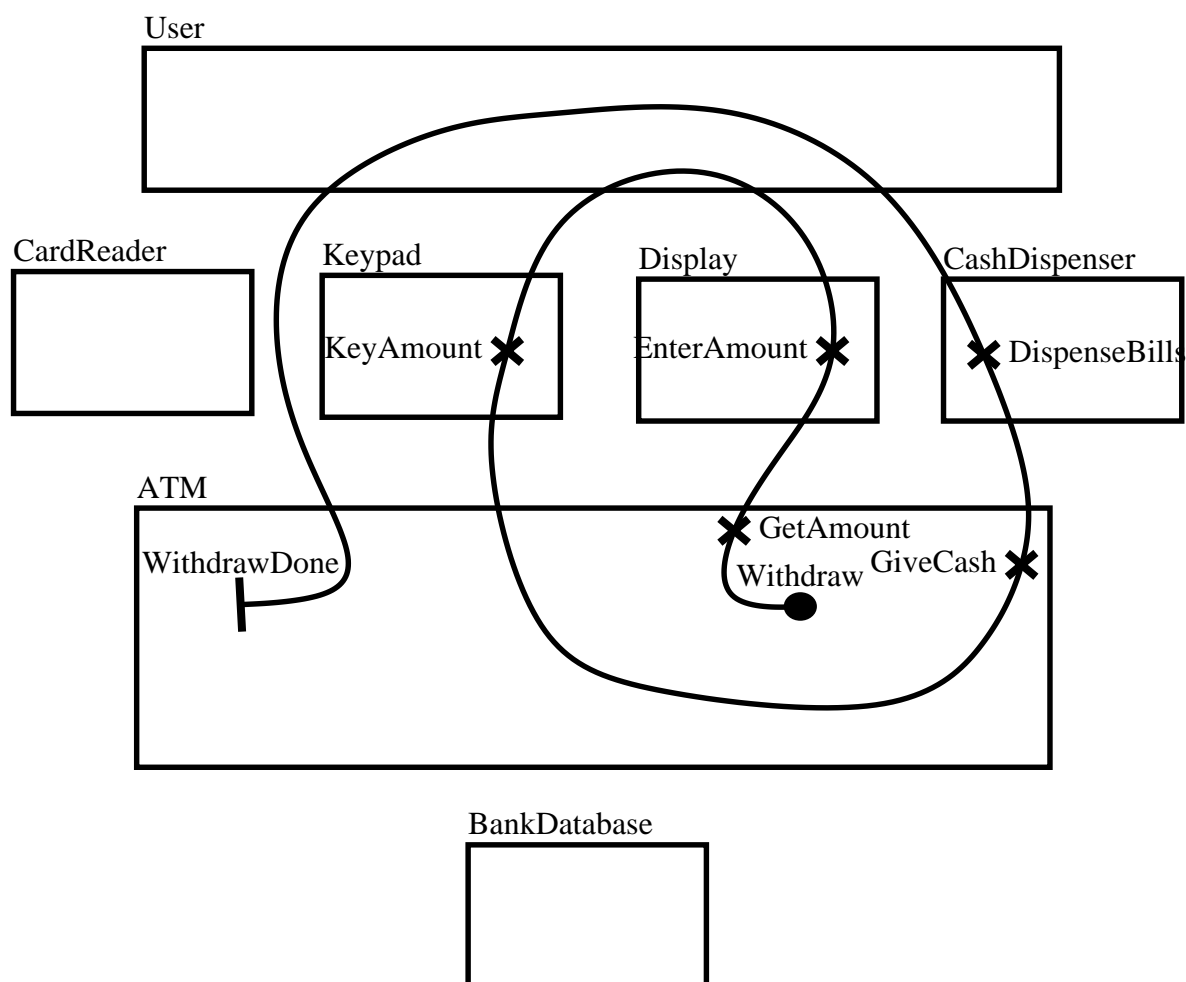 User
CardReader
Keypad
Display
CashDispenser
KeyAmount
EnterAmount
DispenseBills
ATM
GetAmount
WithdrawDone
Withdraw
GiveCash
BankDatabase